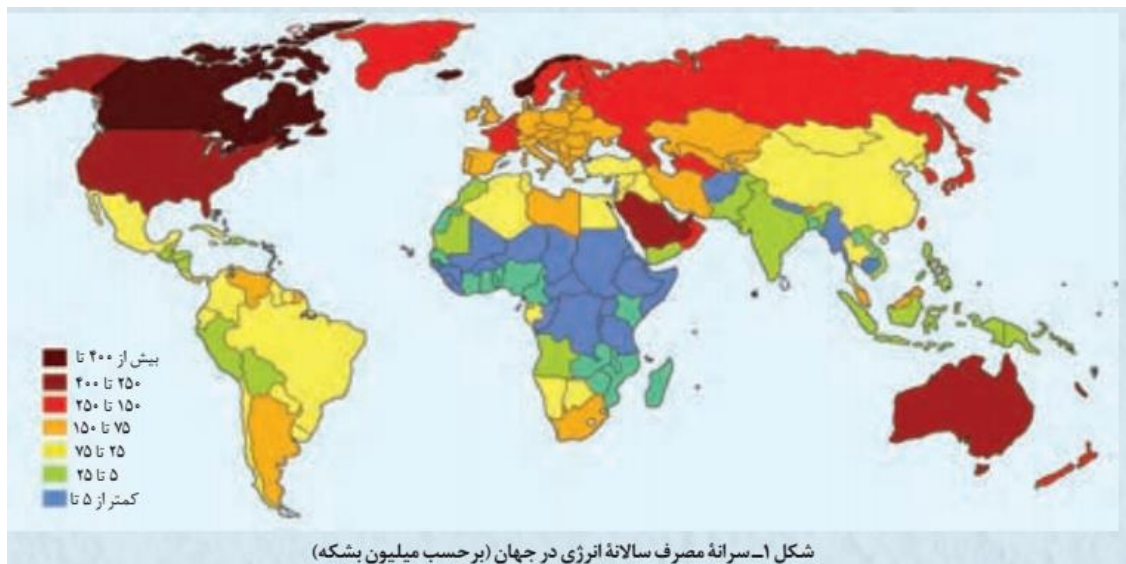 بیش از ۴۰۰ تا
۲۵۰ تا ۴۰۰
۱۵۰ تا ۲۵۰
۷۵ تا ۱۵۰
۲۵ تا ۷۵
۵ تا ۲۵
کمتر از ۵ تا
شکل ۱ـ سرانهٔ مصرف سالانهٔ انرژی در جهان (برحسب میلیون بشکه)